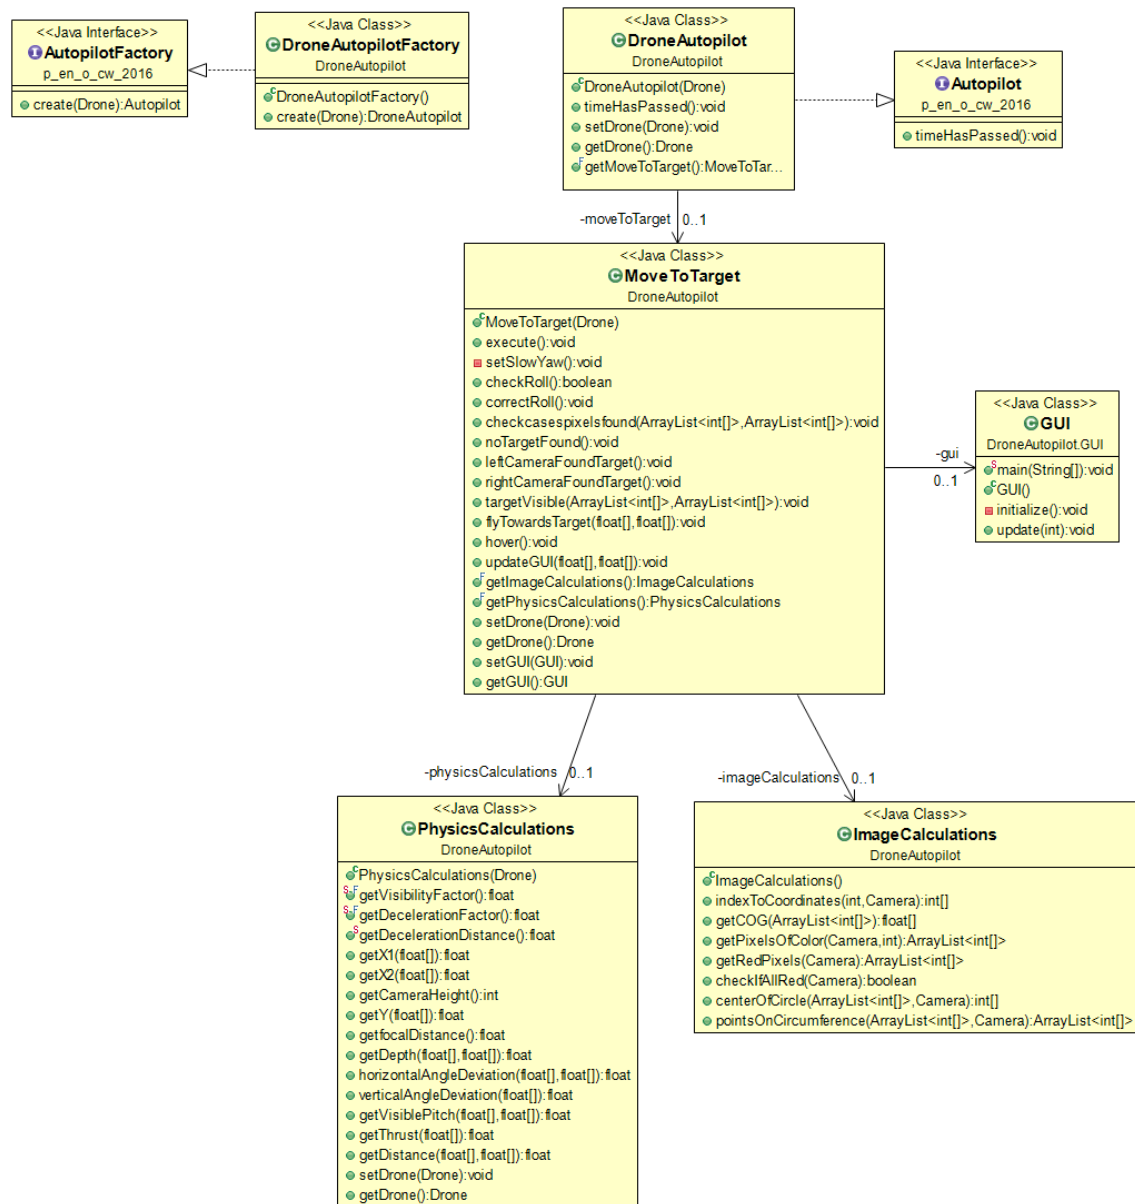 <<Java Interface>>
AutopilotFactory
p_en_o_cw_2016
create(Drone):Autopilot
<<Java Class>>
DroneAutopilotFactory
DroneAutopilot
DroneAutopilotFactory()
create(Drone):DroneAutopilot
<<Java Class>>
DroneAutopilot
DroneAutopilot
DroneAutopilot(Drone)
timeHasPassed():void
setDrone(Drone):void
getDrone():Drone
getMoveToTarget():MoveToTar...
<<Java Interface>>
Autopilot
p_en_o_cw_2016
timeHasPassed():void
-moveToTarget 0..1
<<Java Class>>
MoveToTarget
DroneAutopilot
MoveToTarget(Drone)
execute():void
setSlowYaw():void
checkRoll():boolean
correctRoll():void
checkcasespixelsfound(ArrayList<int[]>,ArrayList<int[]>):void
noTargetFound():void
leftCameraFoundTarget():void
rightCameraFoundTarget():void
targetVisible(ArrayList<int[]>,ArrayList<int[]>):void
flyTowardsTarget(float[],float[]):void
hover():void
updateGUI(float[],float[]):void
getImageCalculations():ImageCalculations
getPhysicsCalculations():PhysicsCalculations
setDrone(Drone):void
getDrone():Drone
setGUI(GUI):void
getGUI():GUI
-gui
0..1
<<Java Class>>
GUI
DroneAutopilot.GUI
main(String[]):void
GUI()
initialize():void
update(int):void
-physicsCalculations 0..1
<<Java Class>>
PhysicsCalculations
DroneAutopilot
PhysicsCalculations(Drone)
getVisibilityFactor():float
getDecelerationFactor():float
getDecelerationDistance():float
getX1(float[]):float
getX2(float[]):float
getCameraHeight():int
getY(float[]):float
getfocalDistance():float
getDepth(float[],float[]):float
horizontalAngleDeviation(float[],float[]):float
verticalAngleDeviation(float[]):float
getVisiblePitch(float[],float[]):float
getThrust(float[]):float
getDistance(float[],float[]):float
setDrone(Drone):void
getDrone():Drone
-imageCalculations 0..1
<<Java Class>>
ImageCalculations
DroneAutopilot
ImageCalculations()
indexToCoordinates(int,Camera):int[]
getCOG(ArrayList<int[]>):float[]
getPixelsOfColor(Camera,int):ArrayList<int[]>
getRedPixels(Camera):ArrayList<int[]>
checkIfAllRed(Camera):boolean
centerOfCircle(ArrayList<int[]>,Camera):int[]
pointsOnCircumference(ArrayList<int[]>,Camera):ArrayList<int[]>